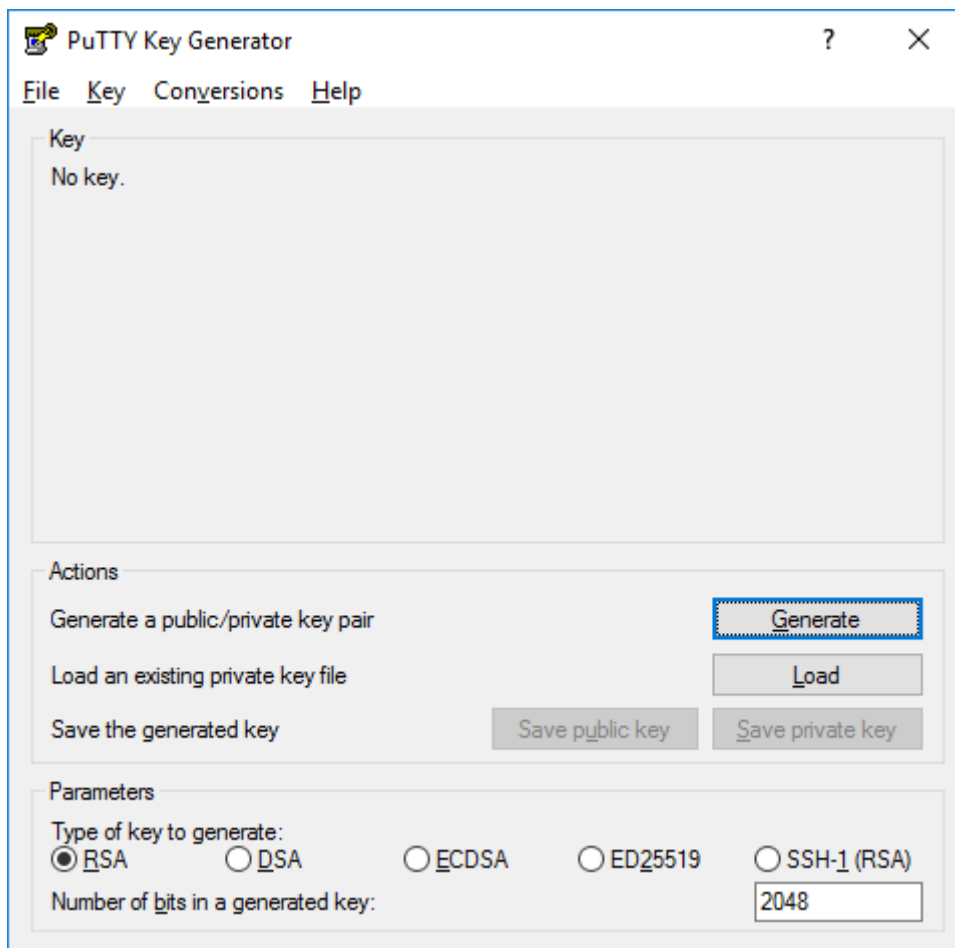 PuTTY Key Generator ?
File Key Conversions Help
Key
No key.
Actions
Generate a public/private key pair Generate
Load an existing private key file Load
Save the generated key Save public key Save private key
Parameters
Type of key to generate:
RSA DSA ECDSA ED25519 SSH-1 (RSA)
Number of bits in a generated key: 2048